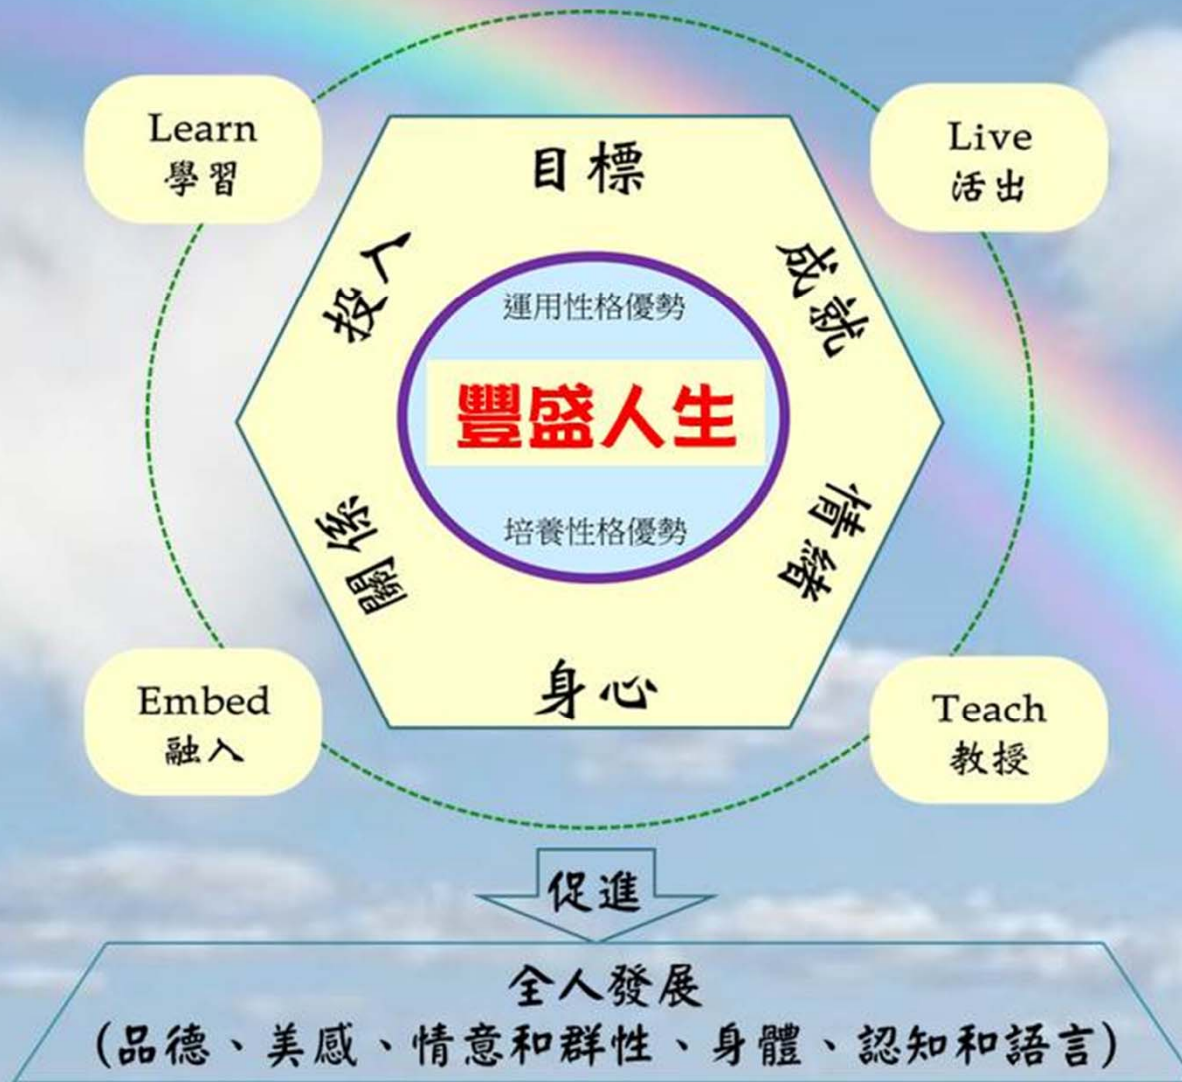 Learn
學習
Live
活出
目標
投入
成就
運用性格優勢
豐盛人生
培養性格優勢
關係
情緒
身心
Embed
融入
Teach
教授
促進
全人發展
(品德、美感、情意和群性、身體、認知和語言)